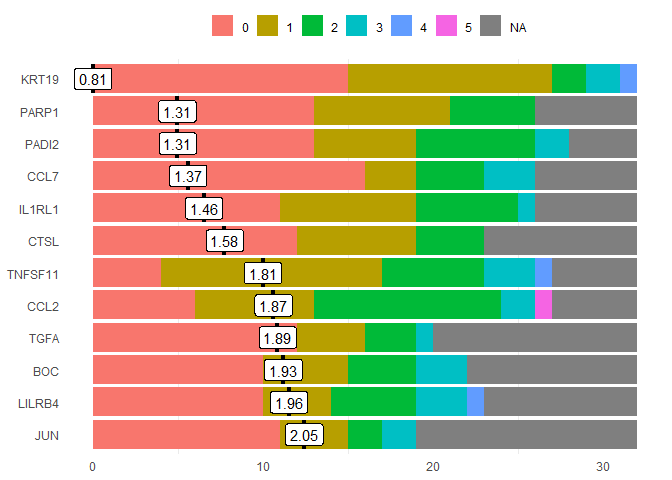 0 1 2 3 4 5 NA
KRT19 0.81
PARP1 1.31
PADI2 1.31
CCL7 1.37
IL1RL1 1.46
CTSL 1.58
TNFSF11 1.81
CCL2 1.87
TGFA 1.89
BOC 1.93
LILRB4 1.96
JUN 2.05
0 10 20 30